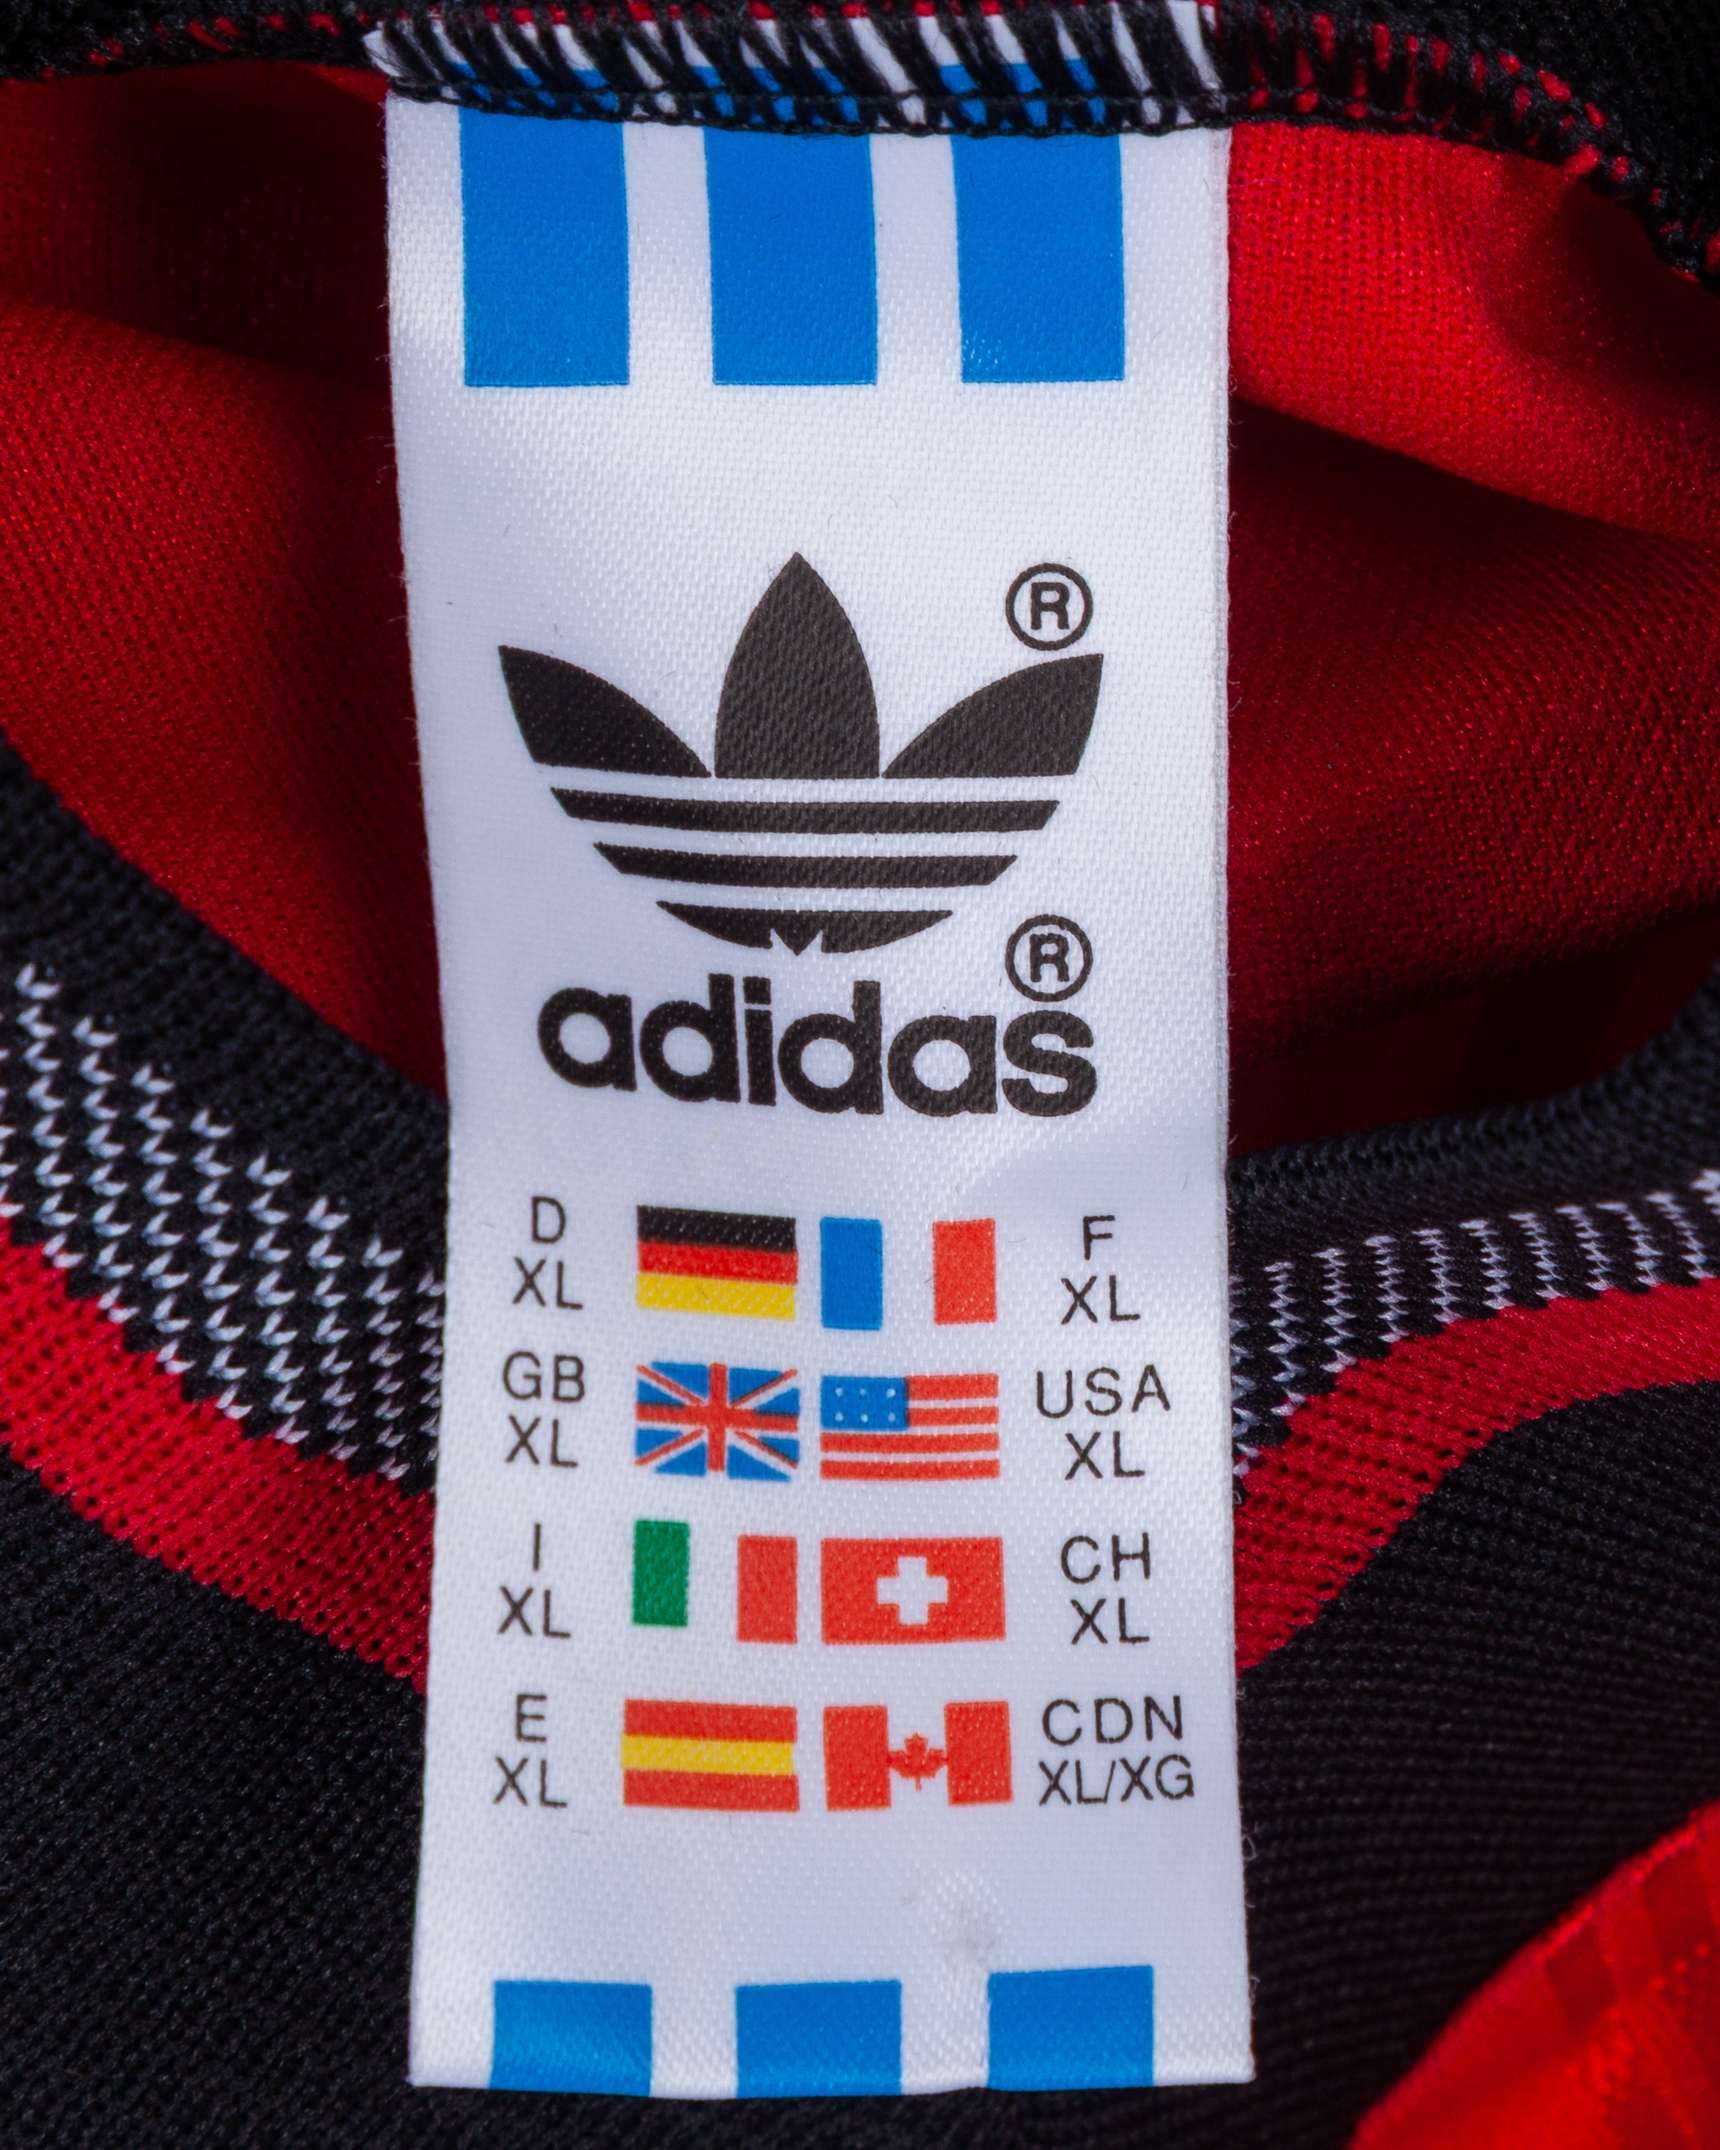 ®
®
adidas
D F
XL XL
GB USA
XL XL
I CH
XL XL
E CDN
XL XL/XG